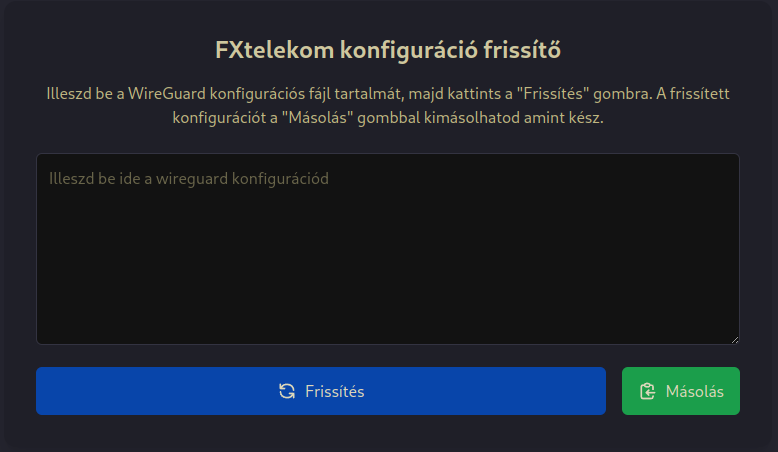 FXtelekom konfiguráció frissítő
Illeszd be a WireGuard konfigurációs fájl tartalmát, majd kattints a "Frissítés" gombra. A frissített
konfigurációt a "Másolás" gombbal kimásolhatod amint kész.
Illeszd be ide a wireguard konfigurációd
Frissítés
Másolás